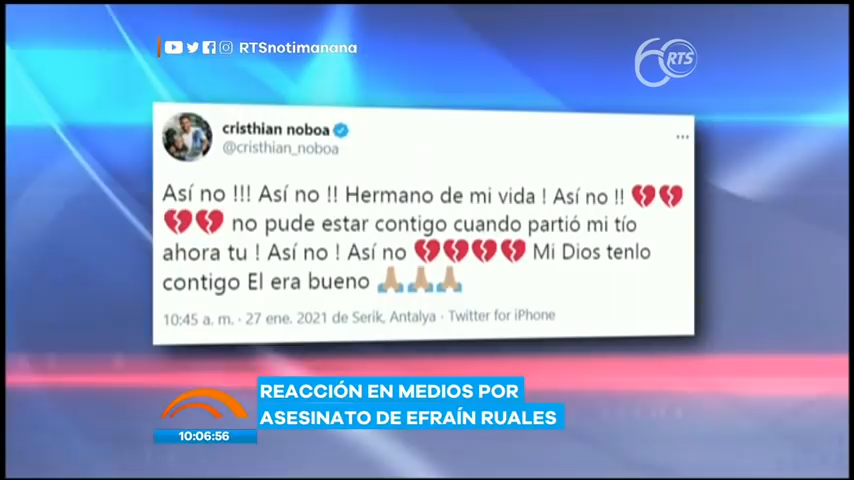 RTSnotimanana
60 RTS
cristhian noboa
@cristhian_noboa
Así no !!! Así no !! Hermano de mi vida ! Así no !! 💔💔
💔💔 no pude estar contigo cuando partió mi tío
ahora tu ! Así no ! Así no 💔💔💔💔 Mi Dios tenlo
contigo El era bueno 🙏🏽🙏🏽🙏🏽
10:45 a. m. · 27 ene. 2021 de Serik, Antalya · Twitter for iPhone
REACCIÓN EN MEDIOS POR
ASESINATO DE EFRAÍN RUALES
10:06:56